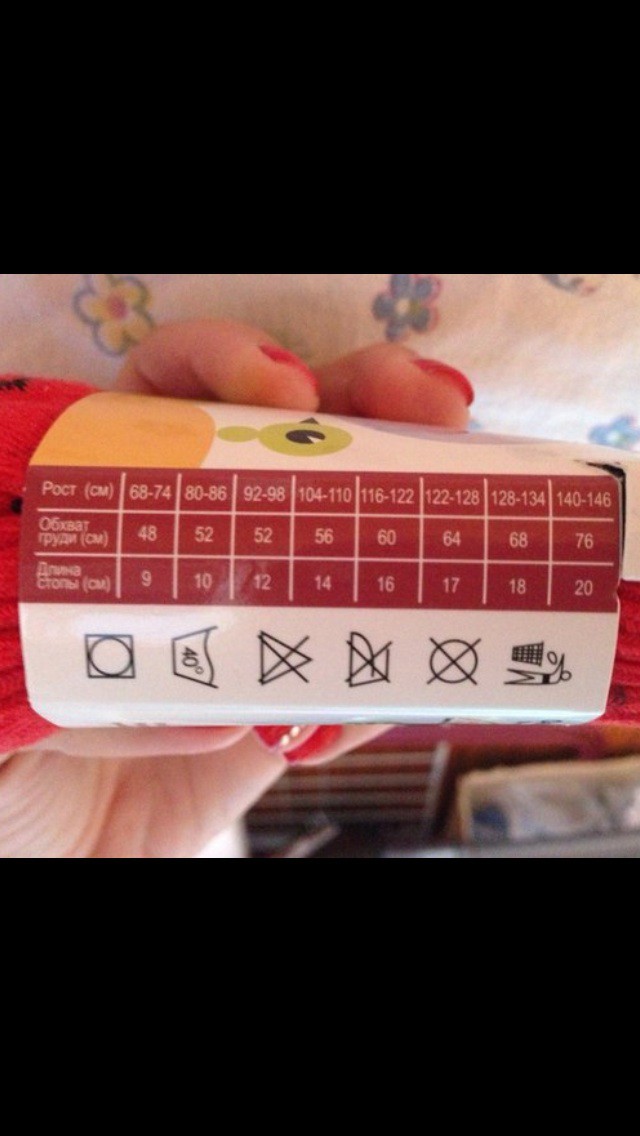 Рост (см) 68-74 80-86 92-98 104-110 116-122 122-128 128-134 140-146
Обхват груди (см) 48 52 52 56 60 64 68 76
Длина стопы (см) 9 10 12 14 16 17 18 20
40°